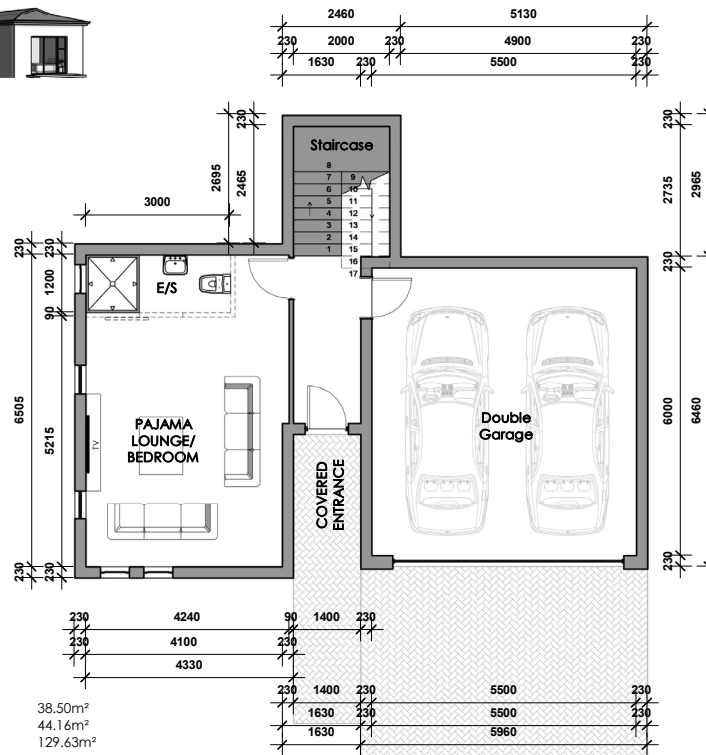 2460 5130
230 2000 230 4900 230
1630 230 5500 230
230
2695
2465
3000
Staircase
8
7 9
6 10
5 11
4 12
3 13
2 14
1 15
16
17
230
2735
2965
230
230 230
1200
90
6505
5215
230 230
E/S
TV
PAJAMA
LOUNGE/
BEDROOM
COVERED
ENTRANCE
Double
Garage
6000
6460
230
230 4240 90 1400 230
230 4100 230
4330
230 1400 230 5500 230
1630 230 5500 230
1630 5960
38.50m²
44.16m²
129.63m²